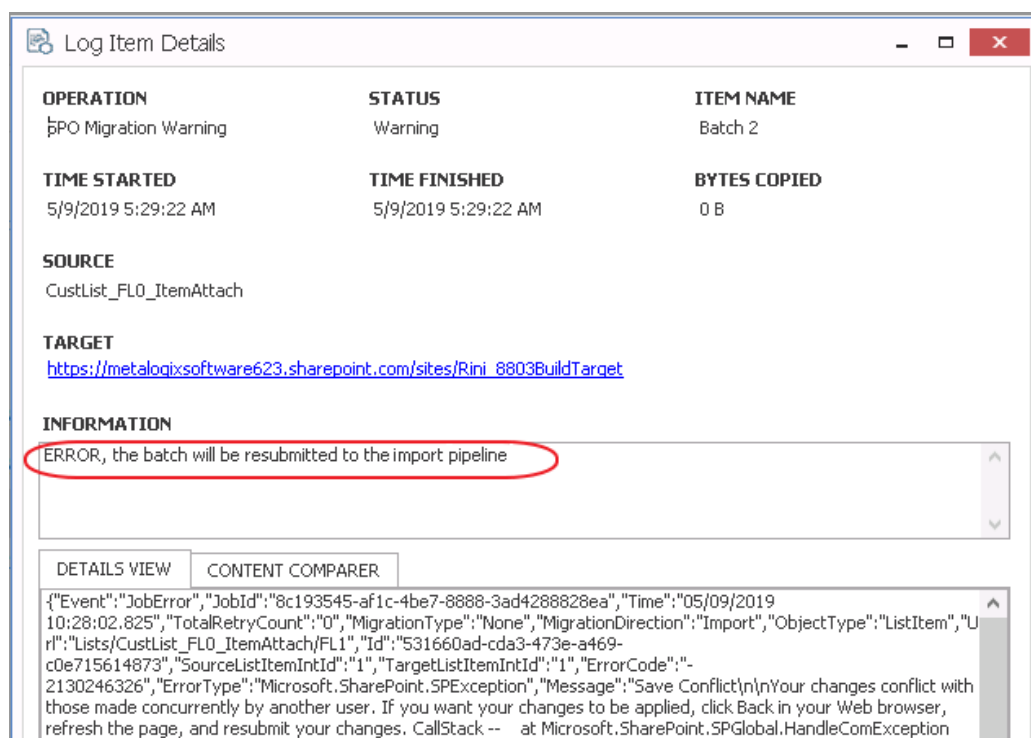 Log Item Details
OPERATION STATUS ITEM NAME
SPO Migration Warning Warning Batch 2
TIME STARTED TIME FINISHED BYTES COPIED
5/9/2019 5:29:22 AM 5/9/2019 5:29:22 AM 0 B
SOURCE
CustList_FL0_ItemAttach
TARGET
https://metalogixsoftware623.sharepoint.com/sites/Rini_8803BuildTarget
INFORMATION
ERROR, the batch will be resubmitted to the import pipeline
DETAILS VIEW CONTENT COMPARER
{"Event":"JobError","JobId":"8c193545-af1c-4be7-8888-3ad4288828ea","Time":"05/09/2019
10:28:02.825","TotalRetryCount":"0","MigrationType":"None","MigrationDirection":"Import","ObjectType":"ListItem","U
rl":"Lists/CustList_FL0_ItemAttach/FL1","Id":"531660ad-cda3-473e-a469-
c0e715614873","SourceListItemIntId":"1","TargetListItemIntId":"1","ErrorCode":"-
2130246326","ErrorType":"Microsoft.SharePoint.SPException","Message":"Save Conflict\n\nYour changes conflict with
those made concurrently by another user. If you want your changes to be applied, click Back in your Web browser,
refresh the page, and resubmit your changes. CallStack -- at Microsoft.SharePoint.SPGlobal.HandleComException